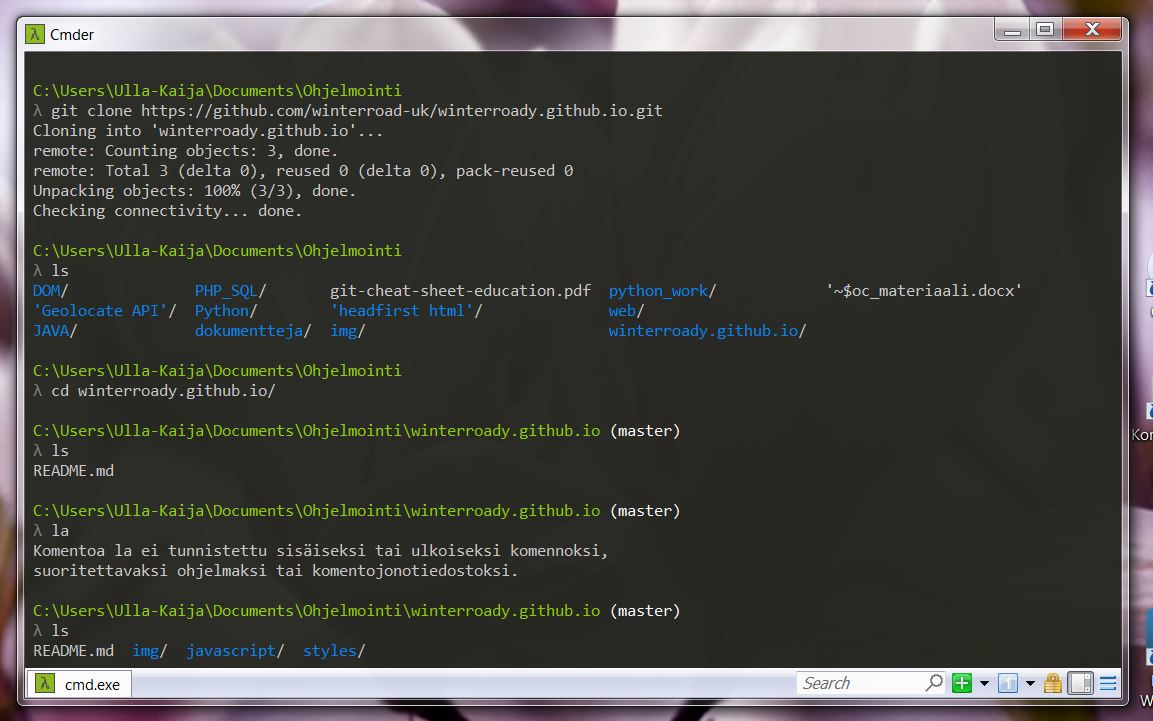 Cmder
C:\Users\Ulla-Kaija\Documents\Ohjelmointi
λ git clone https://github.com/winterroad-uk/winterroady.github.io.git
Cloning into 'winterroady.github.io'...
remote: Counting objects: 3, done.
remote: Total 3 (delta 0), reused 0 (delta 0), pack-reused 0
Unpacking objects: 100% (3/3), done.
Checking connectivity... done.
C:\Users\Ulla-Kaija\Documents\Ohjelmointi
λ ls
DOM/ PHP_SQL/ git-cheat-sheet-education.pdf python_work/ '~$oc_materiaali.docx'
'Geolocate API'/ Python/ 'headfirst html'/ web/
JAVA/ dokumentteja/ img/ winterroady.github.io/
C:\Users\Ulla-Kaija\Documents\Ohjelmointi
λ cd winterroady.github.io/
C:\Users\Ulla-Kaija\Documents\Ohjelmointi\winterroady.github.io (master)
λ ls
README.md
C:\Users\Ulla-Kaija\Documents\Ohjelmointi\winterroady.github.io (master)
λ la
Komentoa la ei tunnistettu sisäiseksi tai ulkoiseksi komennoksi,
suoritettavaksi ohjelmaksi tai komentojonotiedostoksi.
C:\Users\Ulla-Kaija\Documents\Ohjelmointi\winterroady.github.io (master)
λ ls
README.md img/ javascript/ styles/
cmd.exe
Search